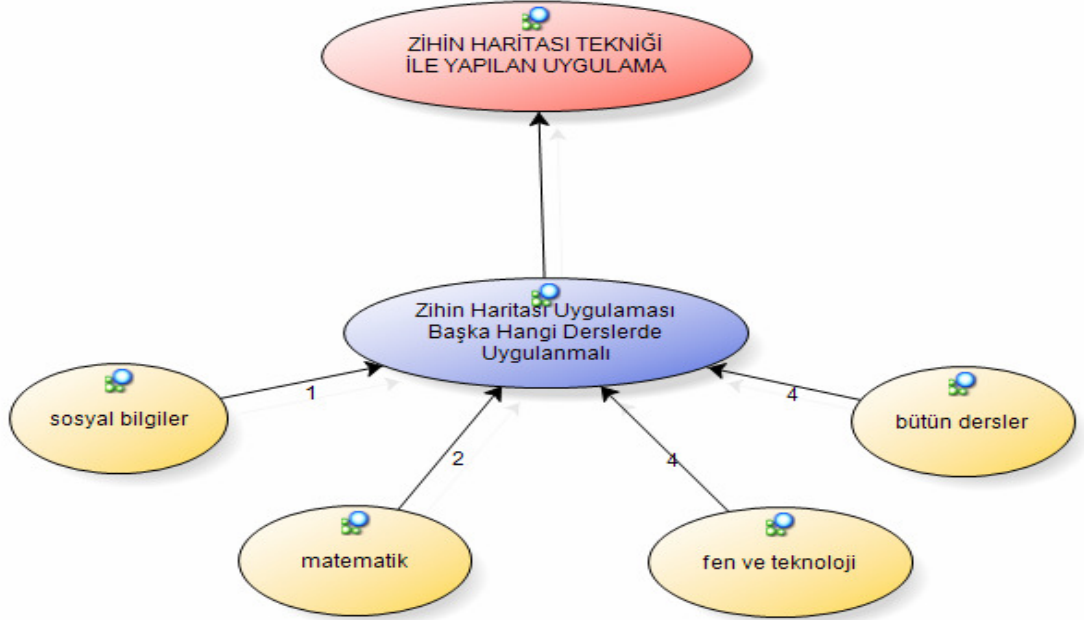 ZİHİN HARİTASI TEKNİĞİ
İLE YAPILAN UYGULAMA
Zihin Haritası Uygulaması
Başka Hangi Derslerde
Uygulanmalı
sosyal bilgiler
1
bütün dersler
4
2
4
matematik
fen ve teknoloji